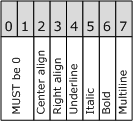 0 1 2 3 4 5 6 7
MUST be 0
Center align
Right align
Underline
Italic
Bold
Multiline